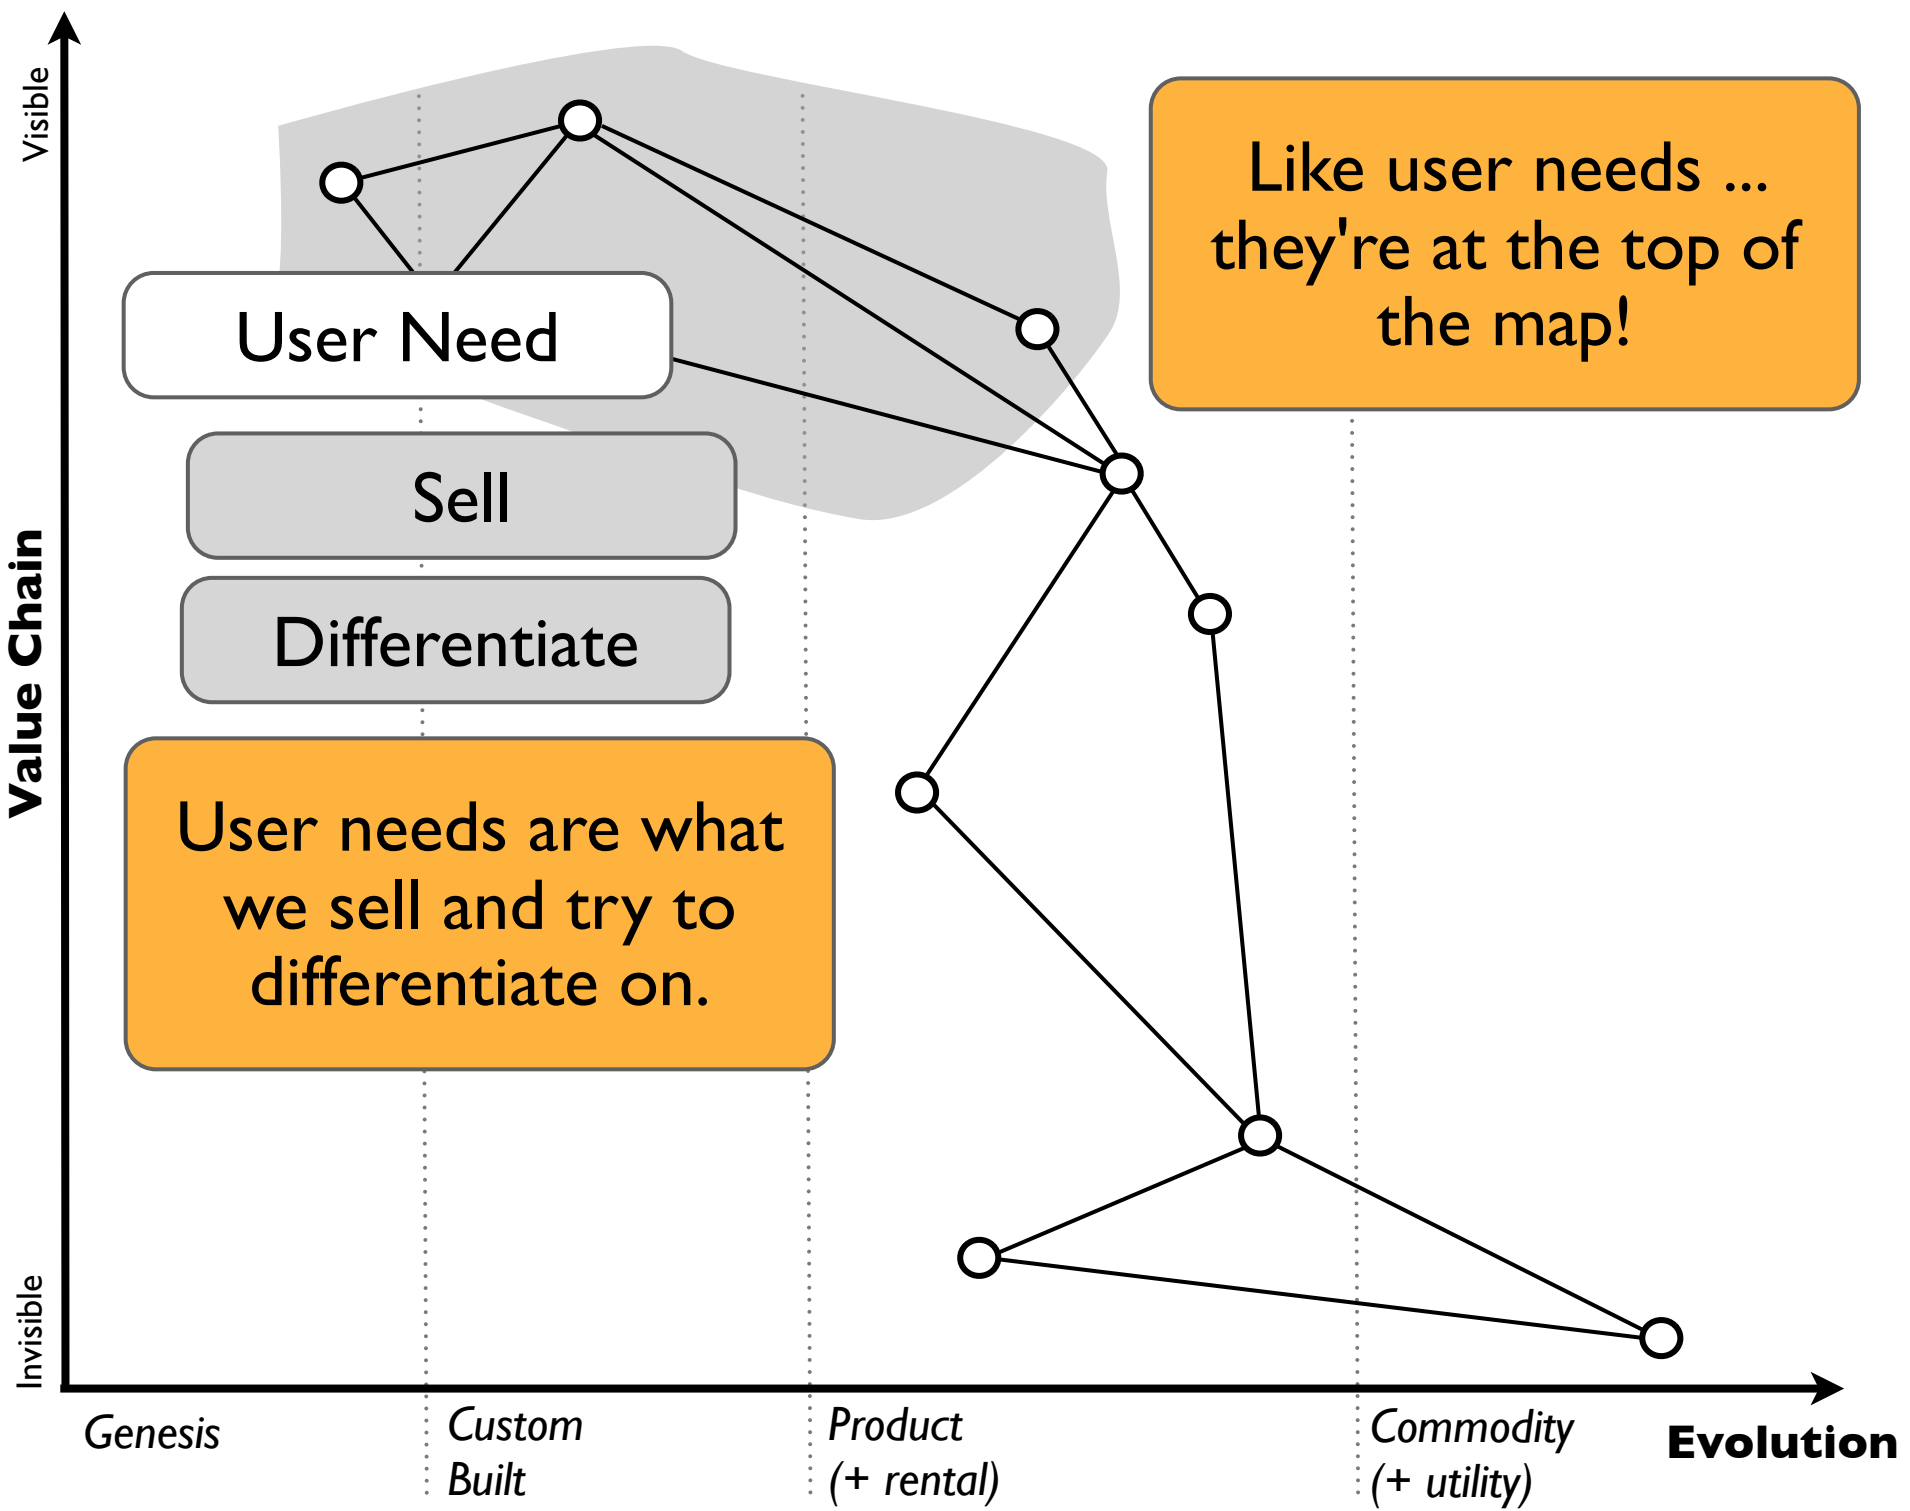 Visible
Like user needs ...
they're at the top of
the map!
User Need
Sell
Differentiate
Value Chain
User needs are what
we sell and try to
differentiate on.
Invisible
Genesis
Custom
Built
Product
(+ rental)
Commodity
(+ utility)
Evolution